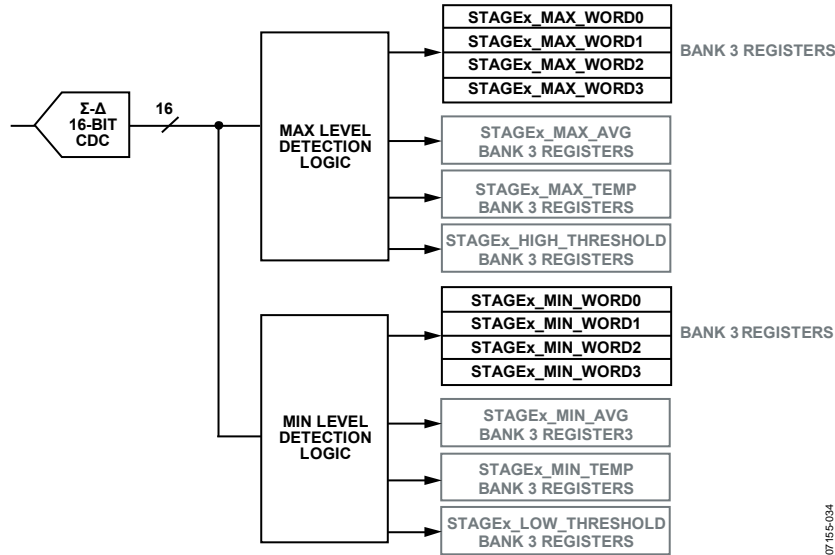 Σ-Δ
16-BIT
CDC
16
MAX LEVEL
DETECTION
LOGIC
STAGEx_MAX_WORD0
STAGEx_MAX_WORD1
STAGEx_MAX_WORD2
STAGEx_MAX_WORD3
BANK 3 REGISTERS
STAGEx_MAX_AVG
BANK 3 REGISTERS
STAGEx_MAX_TEMP
BANK 3 REGISTERS
STAGEx_HIGH_THRESHOLD
BANK 3 REGISTERS
MIN LEVEL
DETECTION
LOGIC
STAGEx_MIN_WORD0
STAGEx_MIN_WORD1
STAGEx_MIN_WORD2
STAGEx_MIN_WORD3
BANK 3 REGISTERS
STAGEx_MIN_AVG
BANK 3 REGISTER3
STAGEx_MIN_TEMP
BANK 3 REGISTERS
STAGEx_LOW_THRESHOLD
BANK 3 REGISTERS
07155-034